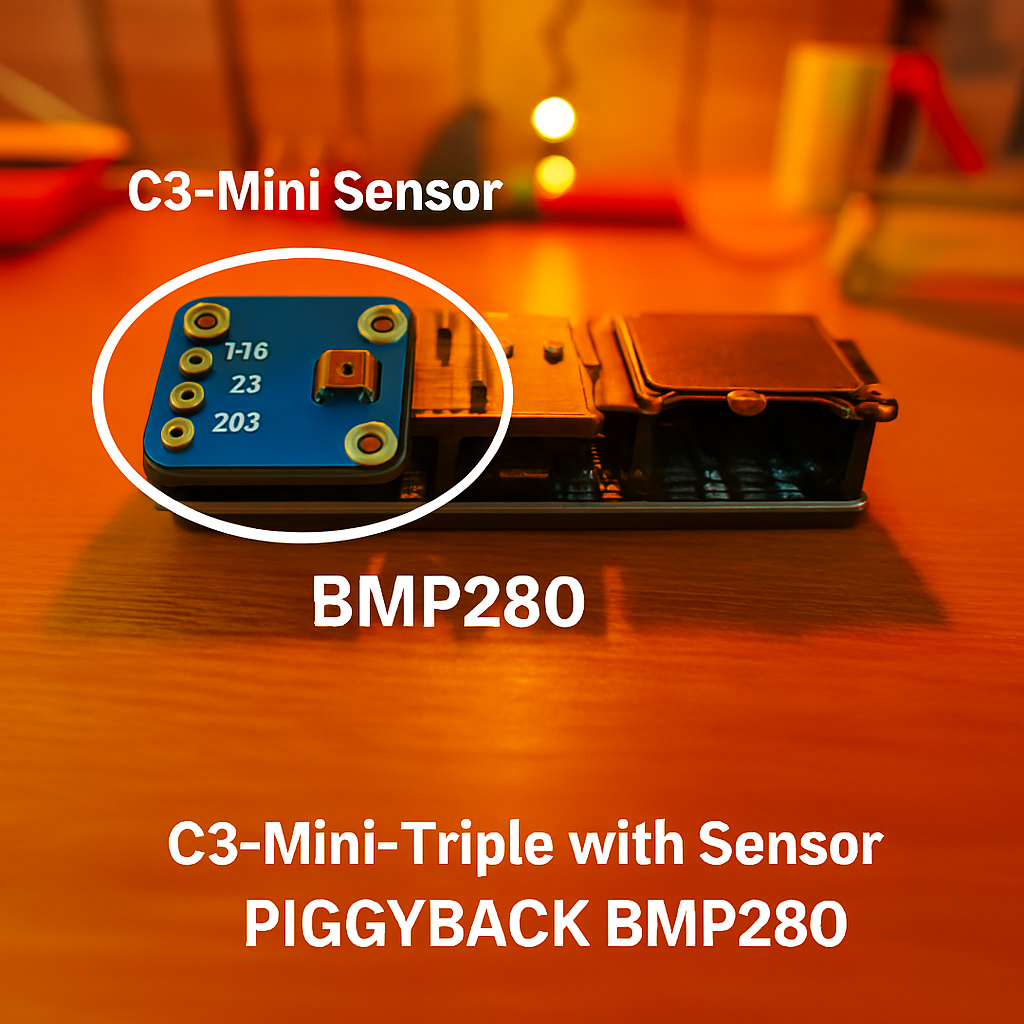 C3-Mini Sensor
1-16
23
203
BMP280
C3-Mini-Triple with Sensor
PIGGYBACK BMP280